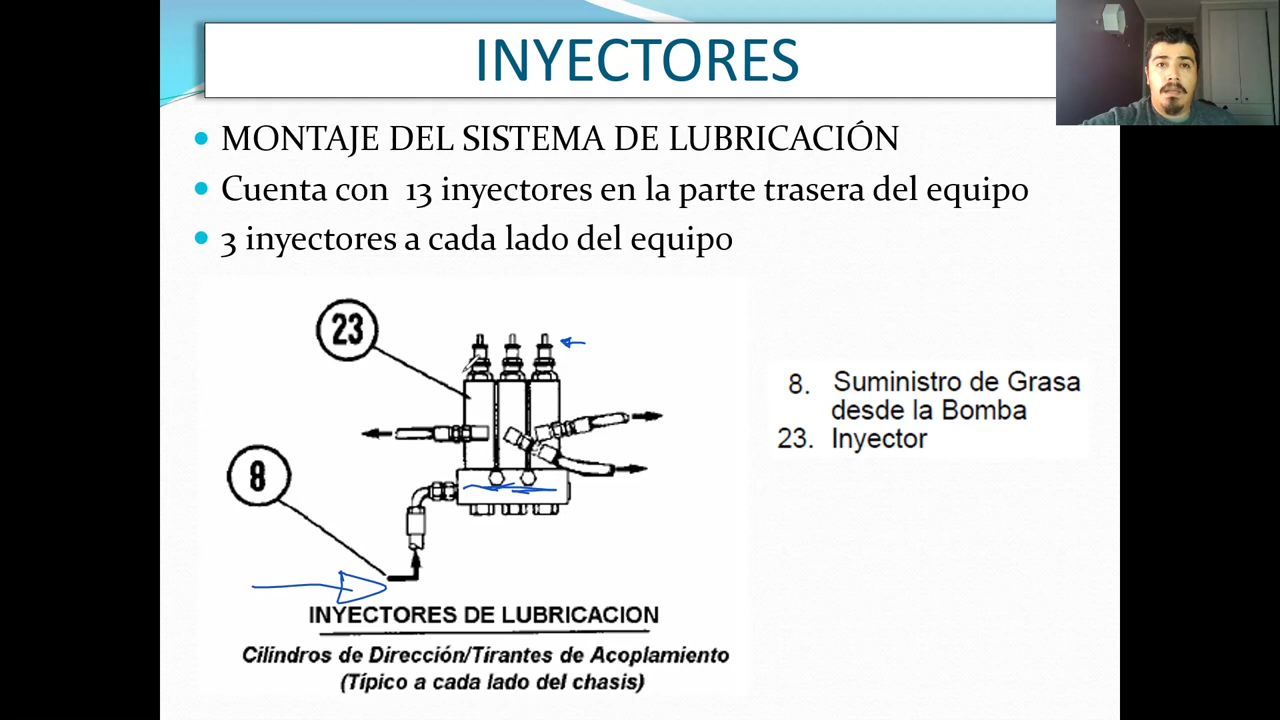 INYECTORES
MONTAJE DEL SISTEMA DE LUBRICACIÓN
Cuenta con 13 inyectores en la parte trasera del equipo
3 inyectores a cada lado del equipo
23
8
INYECTORES DE LUBRICACION
Cilindros de Dirección/Tirantes de Acoplamiento
(Típico a cada lado del chasis)
8. Suministro de Grasa
desde la Bomba
23. Inyector